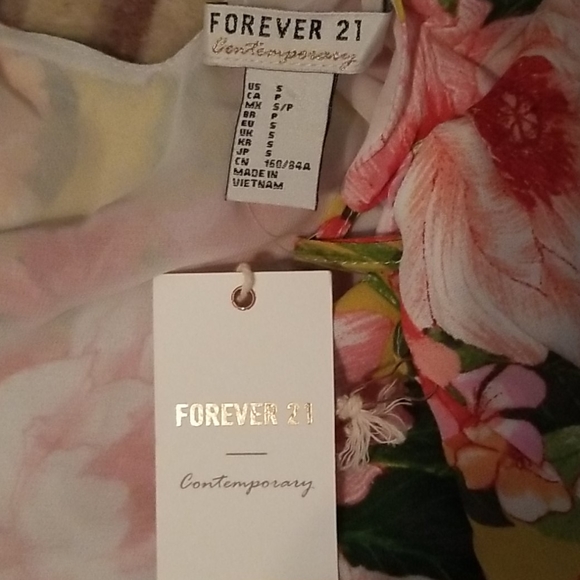 FOREVER 21
Contemporary
US S
CA P
MX S/P
BR P
EU S
UK S
KR S
JP S
CN 160/84A
MADE IN
VIETNAM
FOREVER 21
Contemporary